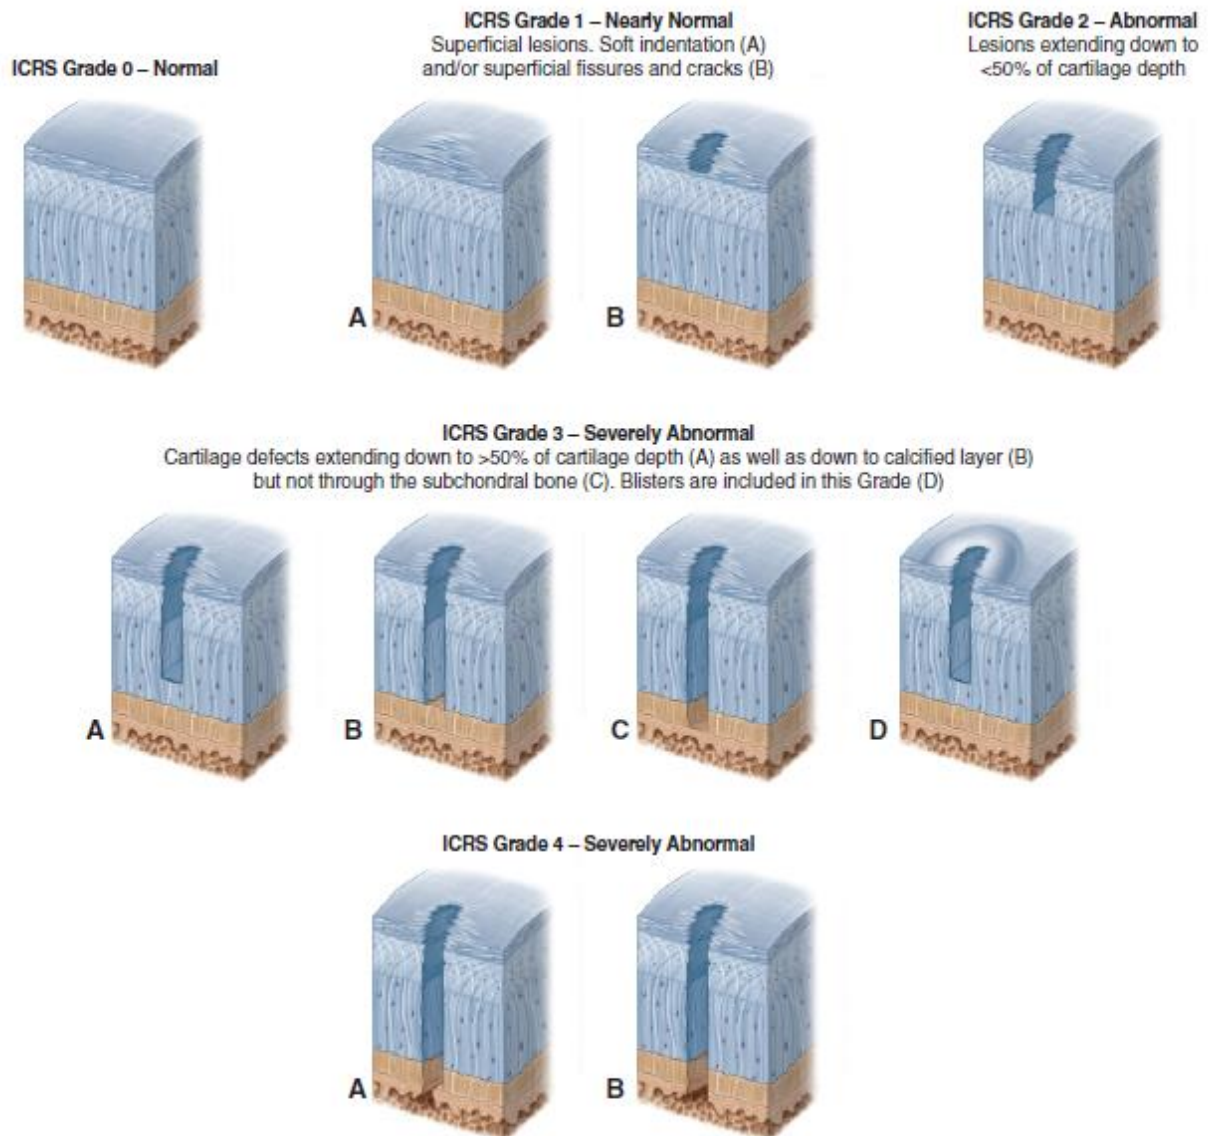 ICRS Grade 0 – Normal
ICRS Grade 1 – Nearly Normal
Superficial lesions. Soft indentation (A)
and/or superficial fissures and cracks (B)
ICRS Grade 2 – Abnormal
Lesions extending down to
<50% of cartilage depth
A
B
ICRS Grade 3 – Severely Abnormal
Cartilage defects extending down to >50% of cartilage depth (A) as well as down to calcified layer (B)
but not through the subchondral bone (C). Blisters are included in this Grade (D)
A
B
C
D
ICRS Grade 4 – Severely Abnormal
A
B